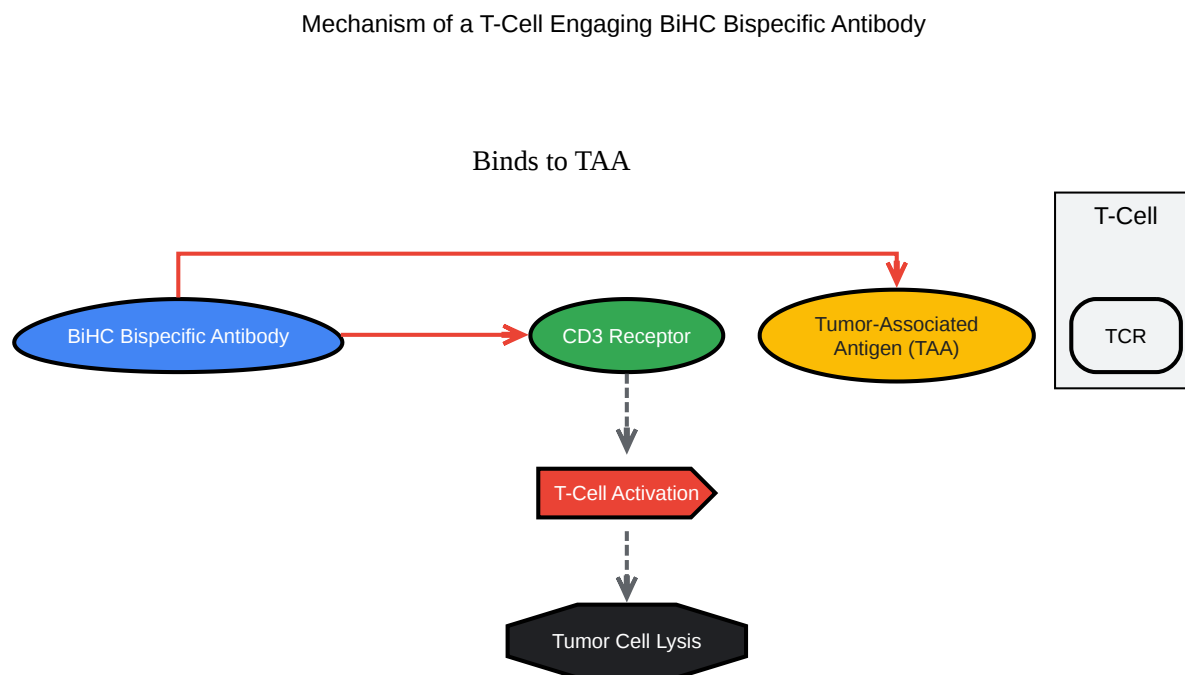 Mechanism of a T-Cell Engaging BiHC Bispecific Antibody
Binds to TAA
T-Cell
BiHC Bispecific Antibody
CD3 Receptor
Tumor-Associated
Antigen (TAA)
TCR
T-Cell Activation
Tumor Cell Lysis